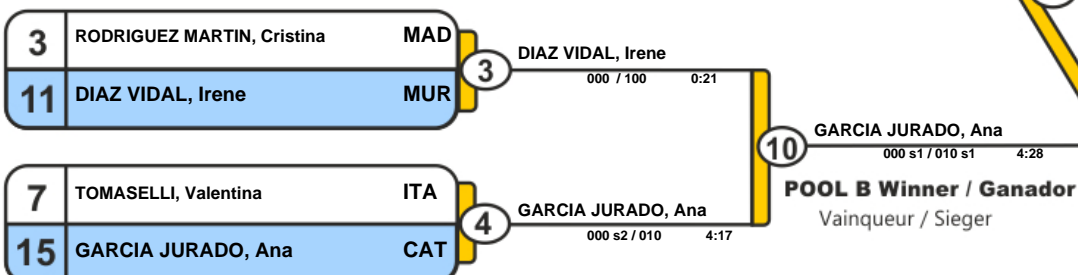 3 RODRIGUEZ MARTIN, Cristina MAD
11 DIAZ VIDAL, Irene MUR
3
DIAZ VIDAL, Irene
000 / 100 0:21
7 TOMASELLI, Valentina ITA
15 GARCIA JURADO, Ana CAT
4
GARCIA JURADO, Ana
000 s2 / 010 4:17
10
GARCIA JURADO, Ana
000 s1 / 010 s1 4:28
POOL B Winner / Ganador
Vainqueur / Sieger